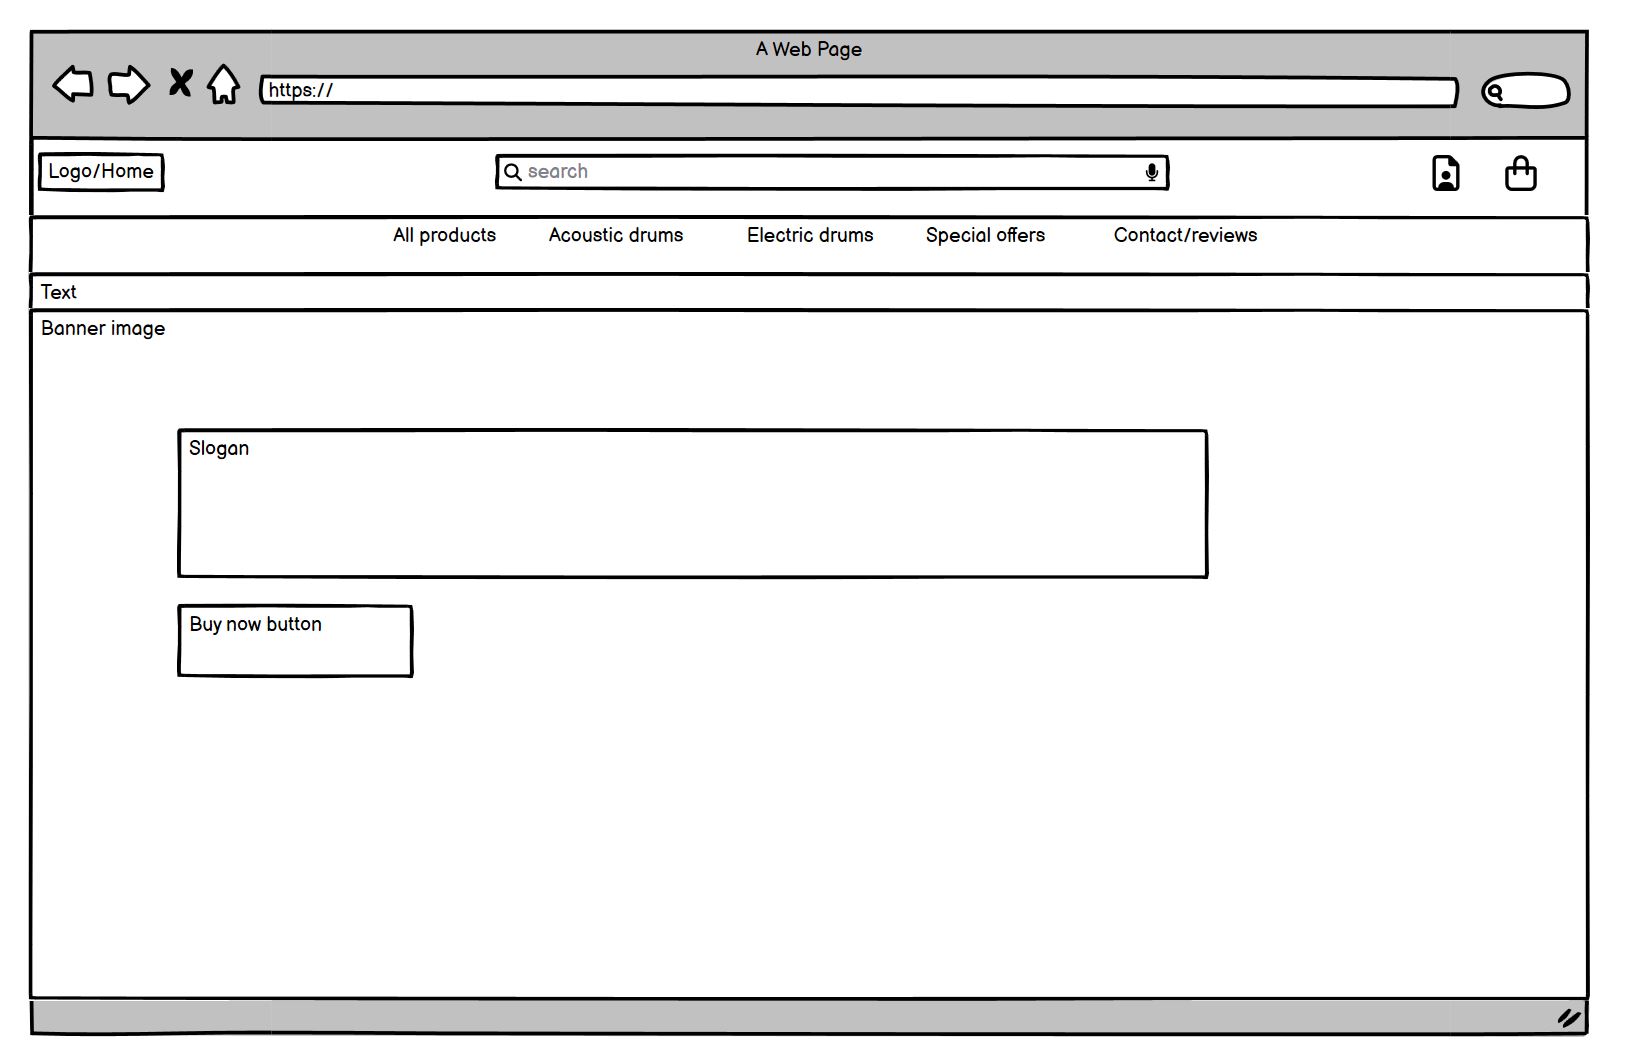 A Web Page
https://
Logo/Home
search
All products Acoustic drums Electric drums Special offers Contact/reviews
Text
Banner image
Slogan
Buy now button